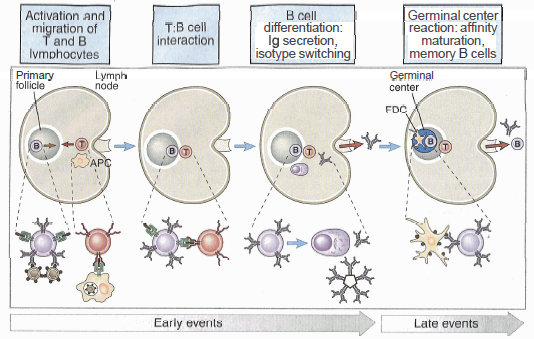 Activation and
migration of
T and B
lymphocytes
T:B cell
interaction
B cell
differentiation:
Ig secretion,
isotype switching
Germinal center
reaction: affinity
maturation,
memory B cells
Primary
follicle
Lymph
node
B
T
APC
B
T
B
T
Germinal
center
FDC
B
T
B
Early events
Late events